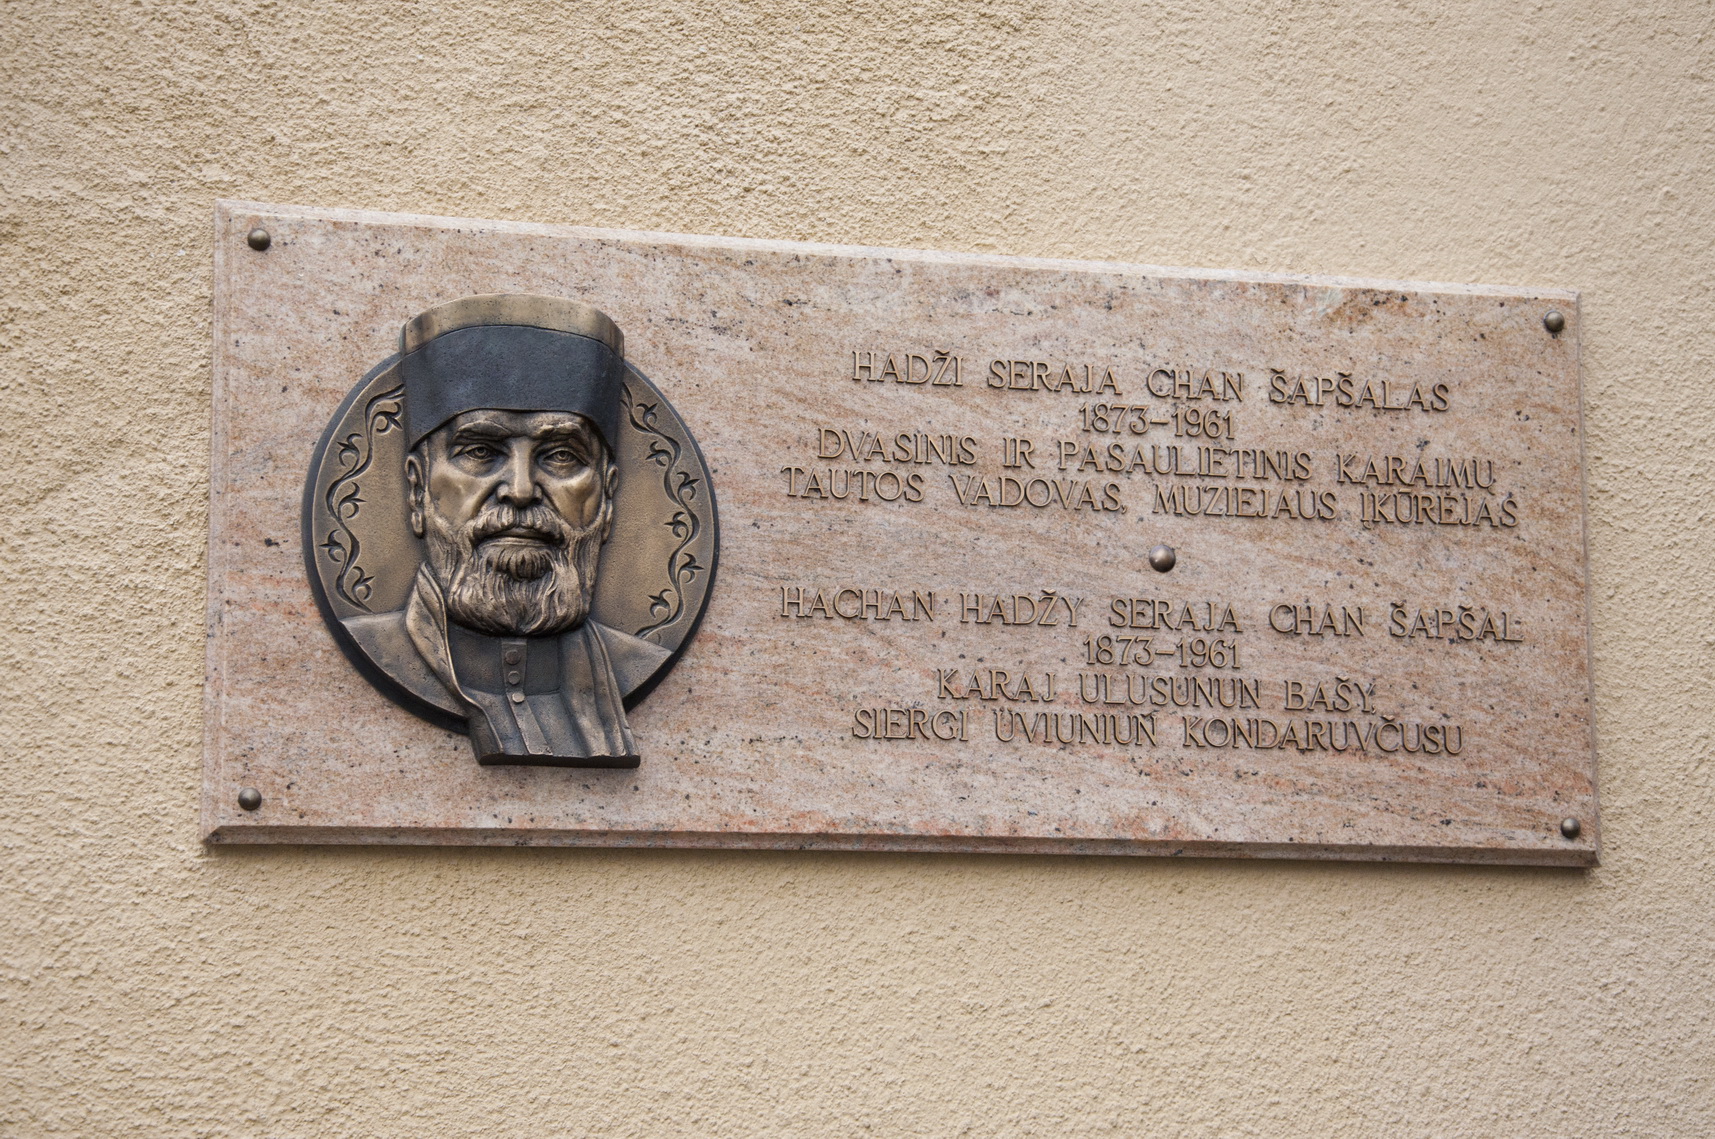 HADŽI SERAJA CHAN ŠAPŠALAS
1873–1961
DVASINIS IR PASAULIETINIS KARAIMŲ
TAUTOS VADOVAS, MUZIEJAUS ĮKŪRĖJAS
HACHAN HADŽY SERAJA CHAN ŠAPŠAL
1873–1961
KARAJ ULUSUNUN BAŠY,
SIERGI ÜVIUNIUŃ KONDARUVČUSU